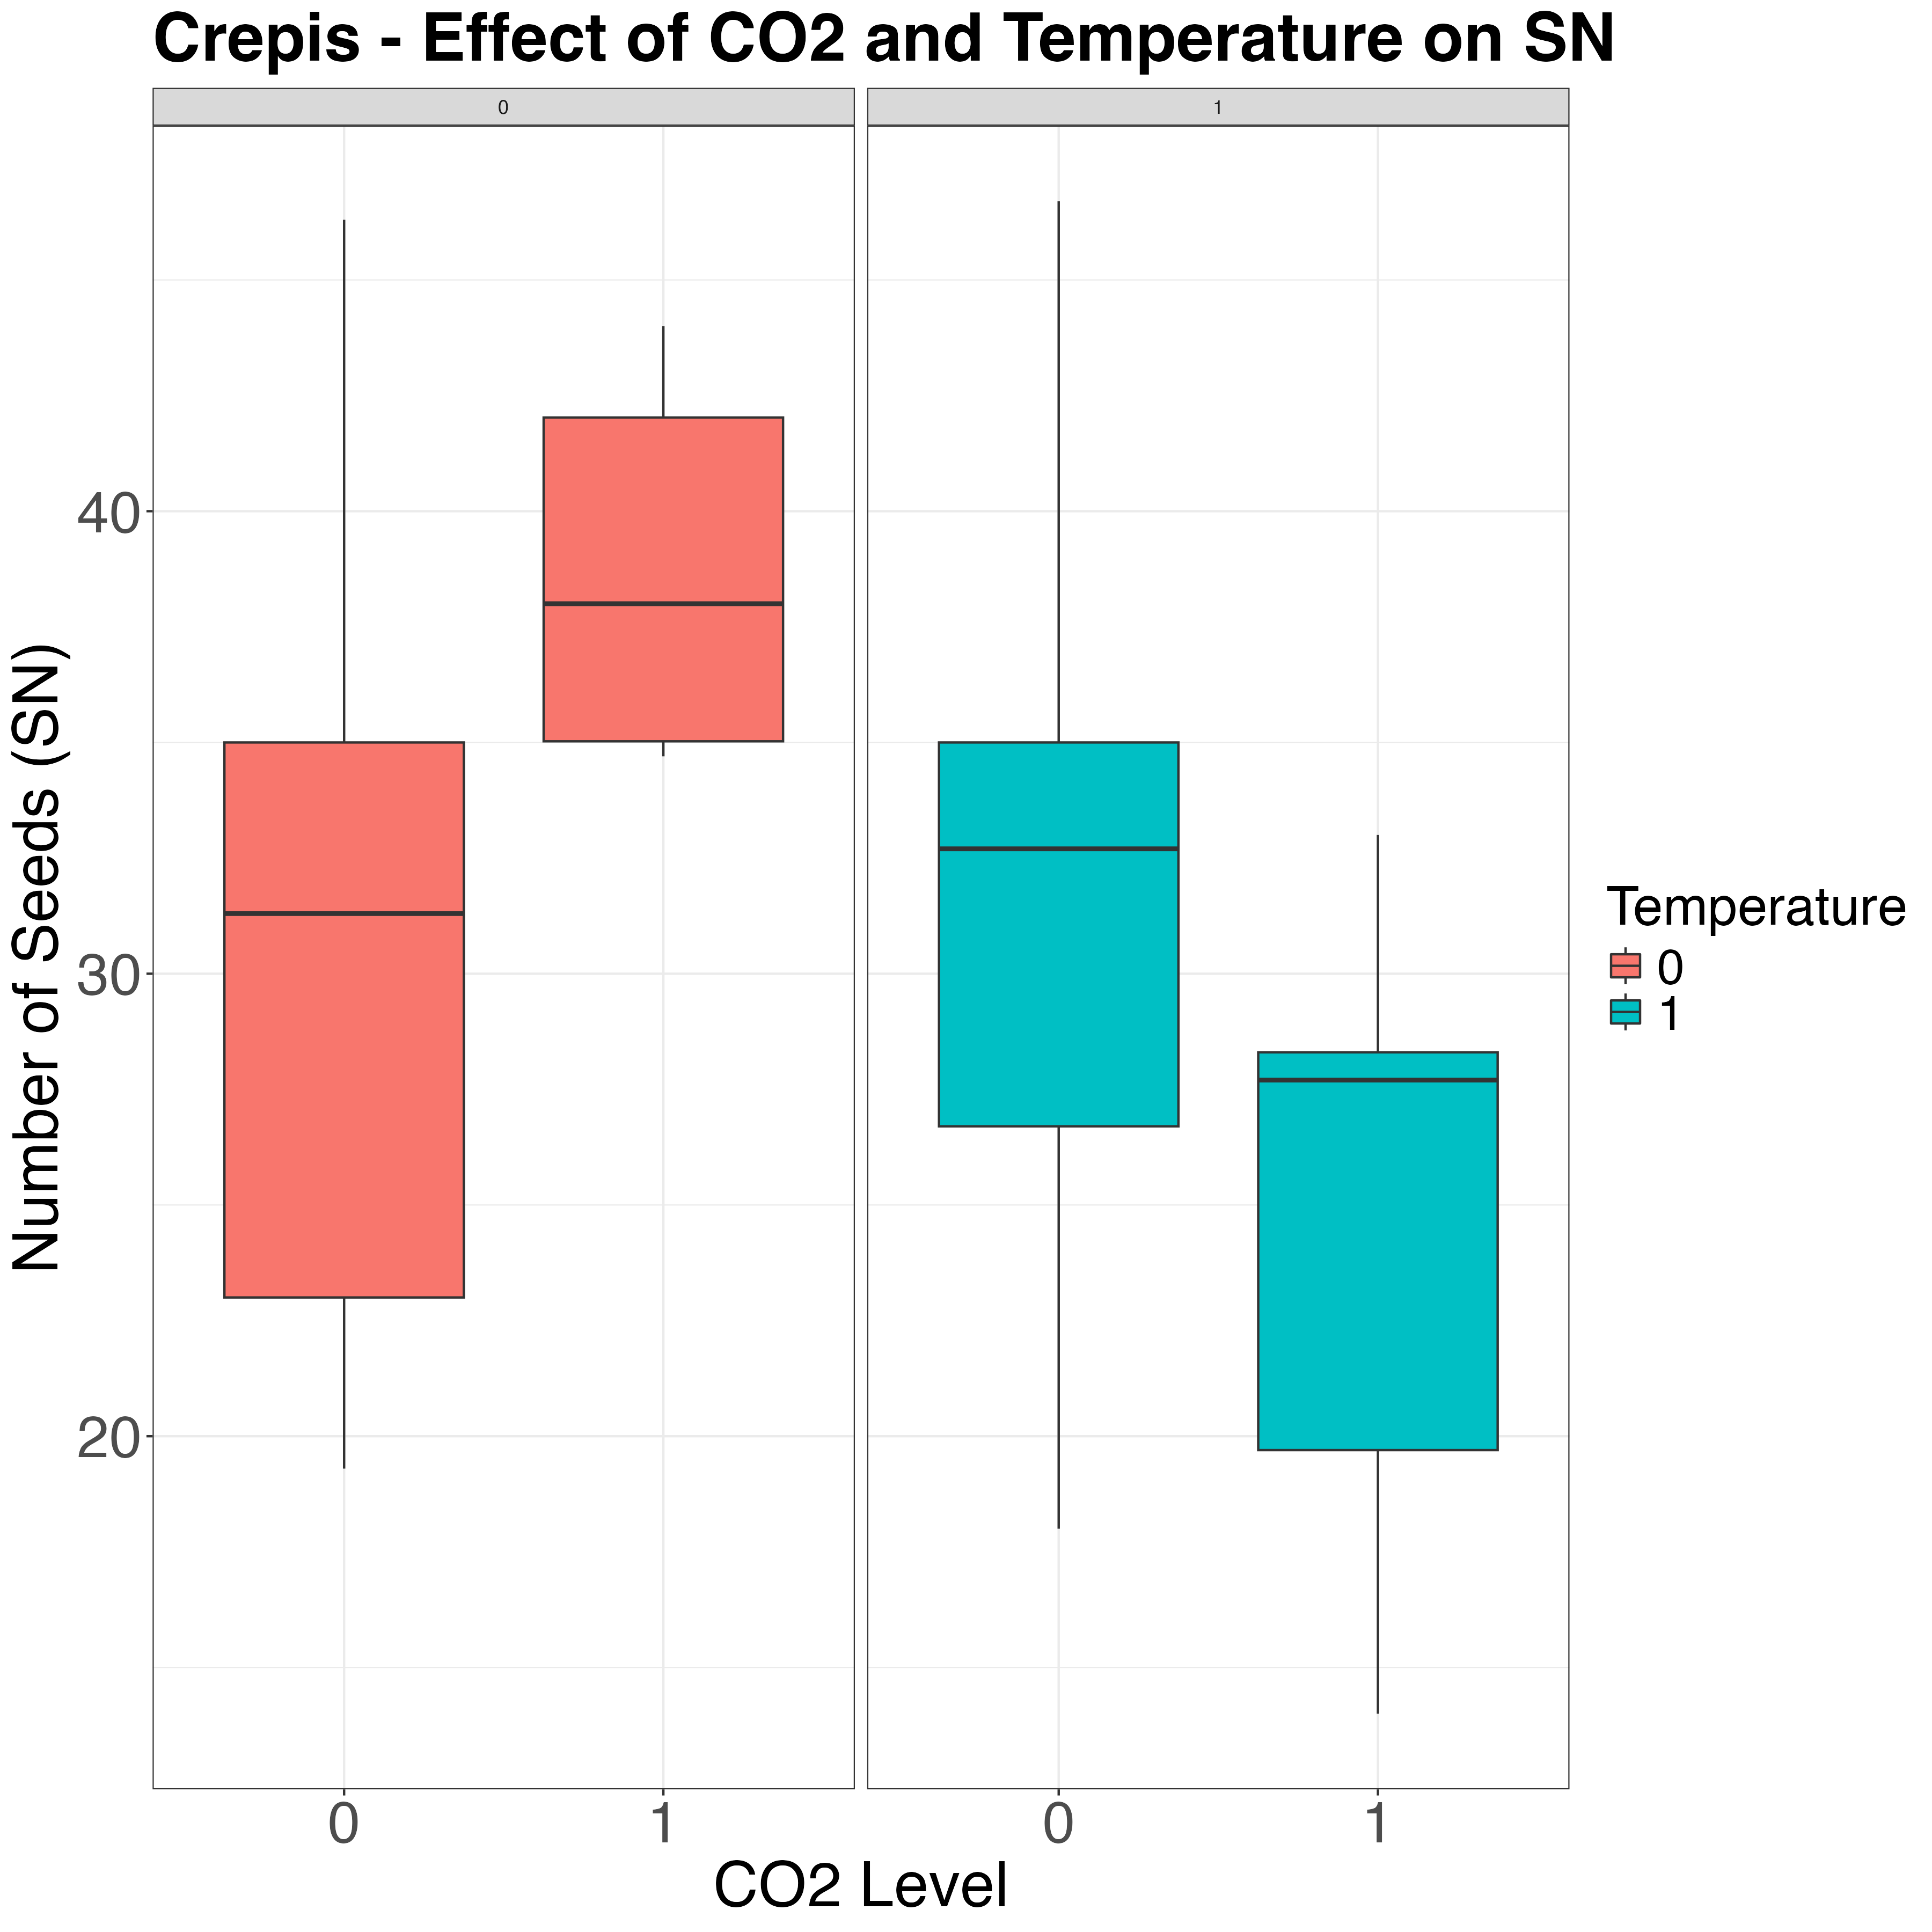 Crepis - Effect of CO2 and Temperature on SN
0
1
Number of Seeds (SN)
40
30
20
0
1
0
1
CO2 Level
Temperature
0
1